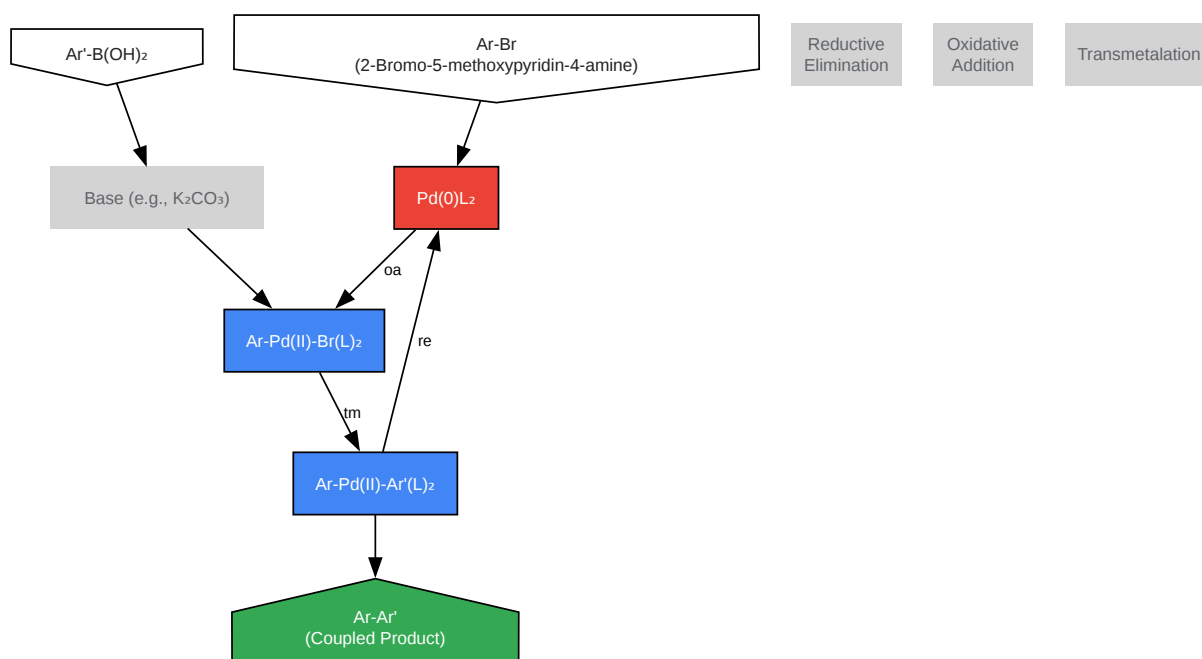 Ar'-B(OH)₂
Ar-Br
(2-Bromo-5-methoxypyridin-4-amine)
Reductive
Elimination
Oxidative
Addition
Transmetalation
Base (e.g., K₂CO₃)
Pd(0)L₂
oa
Ar-Pd(II)-Br(L)₂
re
tm
Ar-Pd(II)-Ar'(L)₂
Ar-Ar'
(Coupled Product)